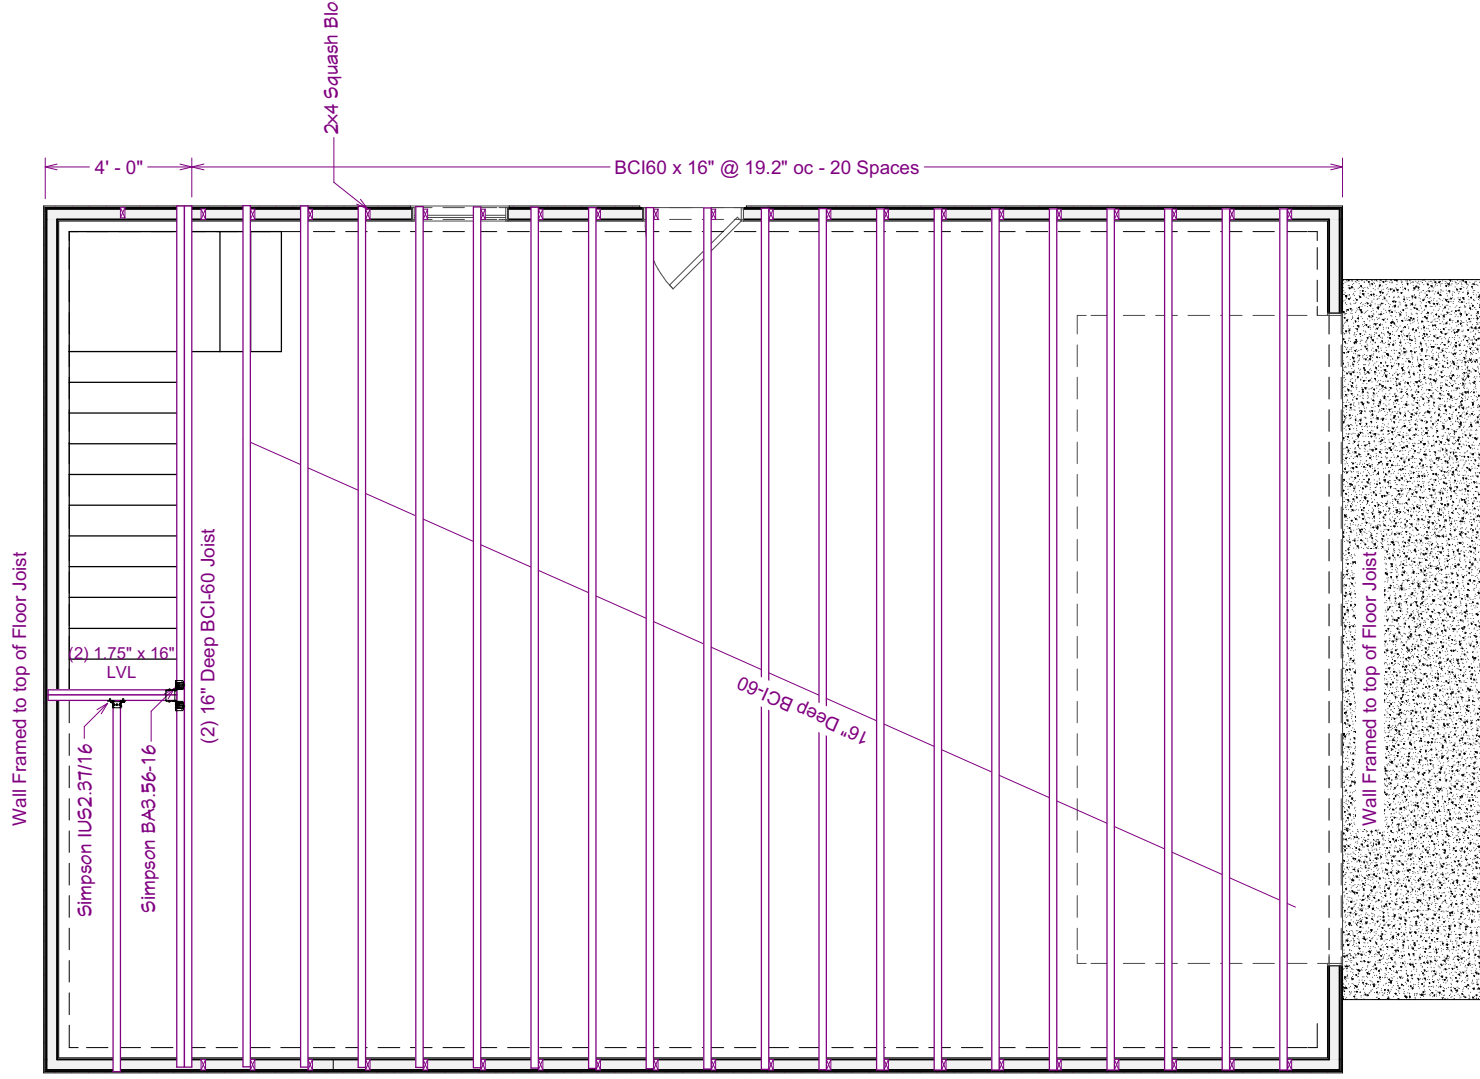 2x4 Squash
4' - 0"
BCI60 x 16" @ 19.2" oc - 20 Spaces
Wall Framed to top of Floor Joist
(2) 1.75" x 16"
LVL
(2) 16" Deep BCI-60 Joist
Simpson IUS2.37/16
Simpson BA3.56-16
16" Deep BCI-60
Wall Framed to top of Floor Joist